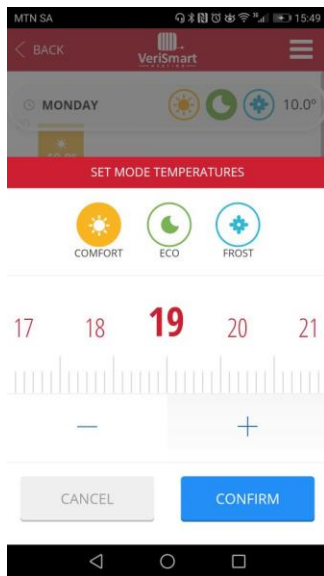 MTN SA 15:49
BACK
VeriSmart
HEATING
MONDAY 10.0°
SET MODE TEMPERATURES
COMFORT ECO FROST
17 18 19 20 21
— +
CANCEL CONFIRM